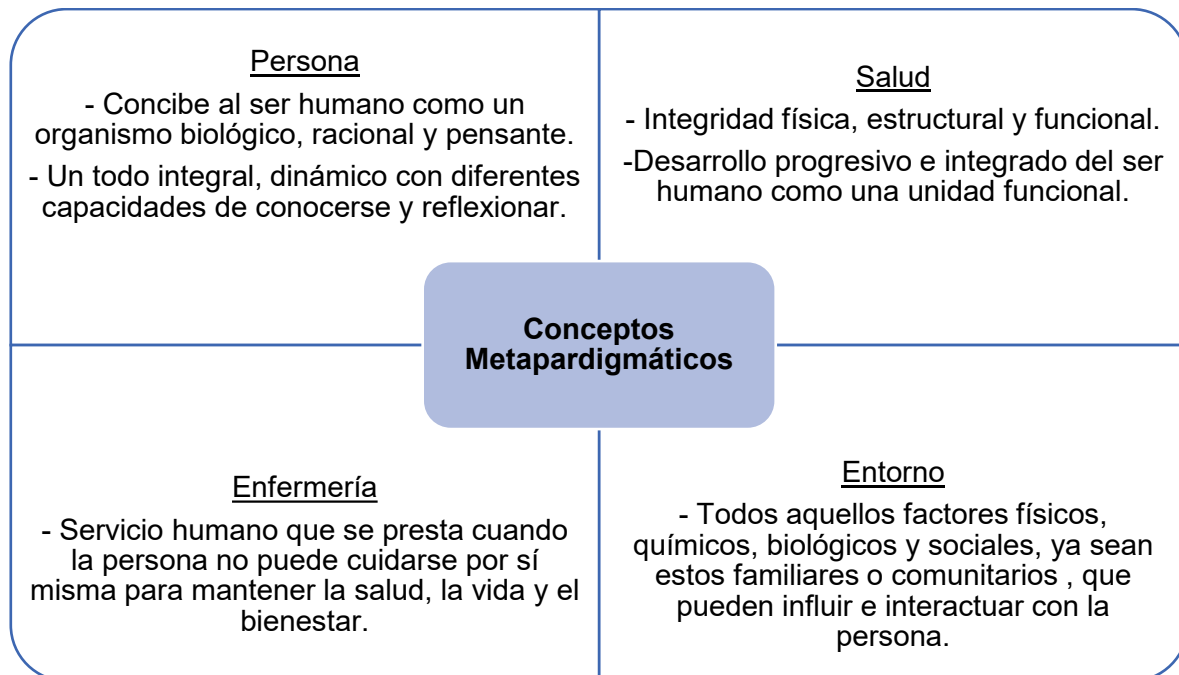 Persona
- Concibe al ser humano como un
organismo biológico, racional y pensante.
- Un todo integral, dinámico con diferentes
capacidades de conocerse y reflexionar.
Salud
- Integridad física, estructural y funcional.
-Desarrollo progresivo e integrado del ser
humano como una unidad funcional.
Conceptos
Metapardigmáticos
Enfermería
- Servicio humano que se presta cuando
la persona no puede cuidarse por sí
misma para mantener la salud, la vida y el
bienestar.
Entorno
- Todos aquellos factores físicos,
químicos, biológicos y sociales, ya sean
estos familiares o comunitarios , que
pueden influir e interactuar con la
persona.